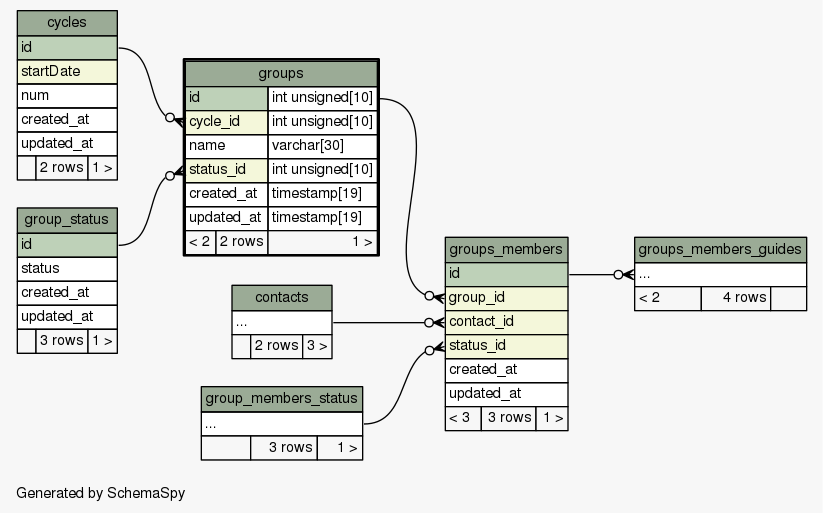 cycles
id
startDate
num
created_at
updated_at
2 rows 1 >
groups
id int unsigned[10]
cycle_id int unsigned[10]
name varchar[30]
status_id int unsigned[10]
created_at timestamp[19]
updated_at timestamp[19]
< 2 2 rows 1 >
group_status
id
status
created_at
updated_at
3 rows 1 >
groups_members
id
group_id
contact_id
status_id
created_at
updated_at
< 3 3 rows 1 >
groups_members_guides
...
< 2 4 rows
contacts
...
2 rows 3 >
group_members_status
...
3 rows 1 >
Generated by SchemaSpy